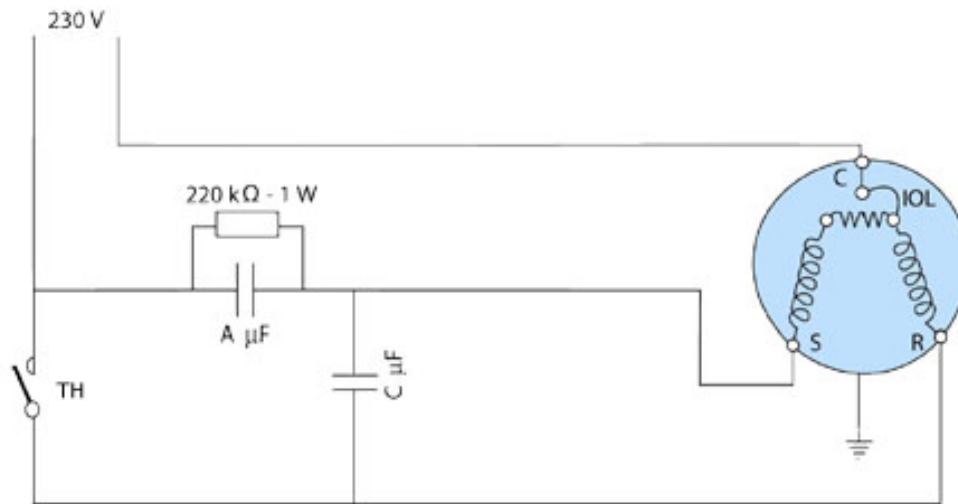 230 V
220 kΩ - 1 W
C
IOL
A µF
S
R
TH
C µF